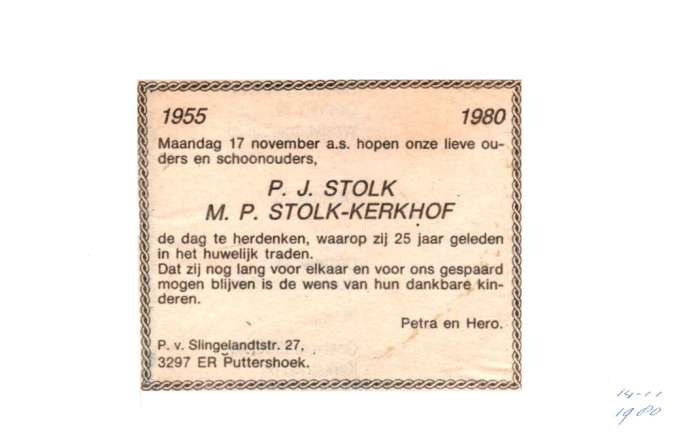 1955 1980
Maandag 17 november a.s. hopen onze lieve ou-
ders en schoonouders,
P. J. STOLK
M. P. STOLK-KERKHOF
de dag te herdenken, waarop zij 25 jaar geleden
in het huwelijk traden.
Dat zij nog lang voor elkaar en voor ons gespaard
mogen blijven is de wens van hun dankbare kin-
deren.
Petra en Hero.
P. v. Slingelandtstr. 27,
3297 ER Puttershoek.
14-11
1980